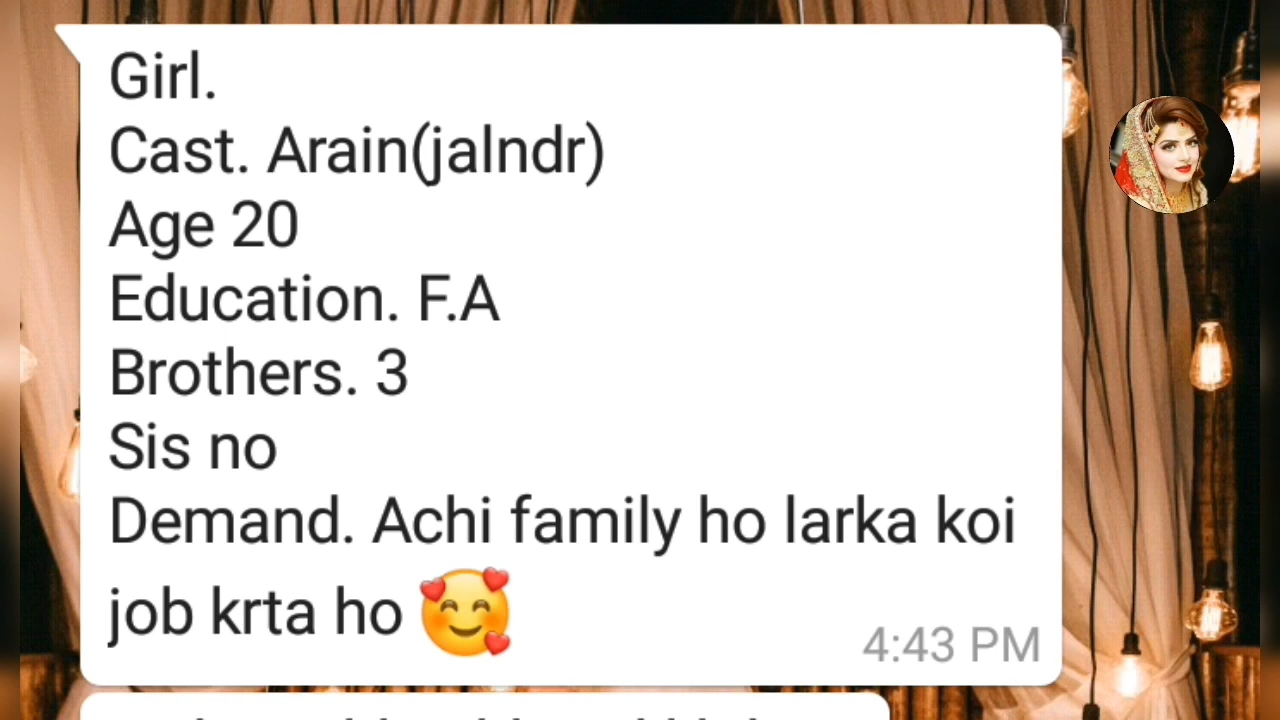 Girl.
Cast. Arain(jalndr)
Age 20
Education. F.A
Brothers. 3
Sis no
Demand. Achi family ho larka koi
job krta ho 🥰
4:43 PM